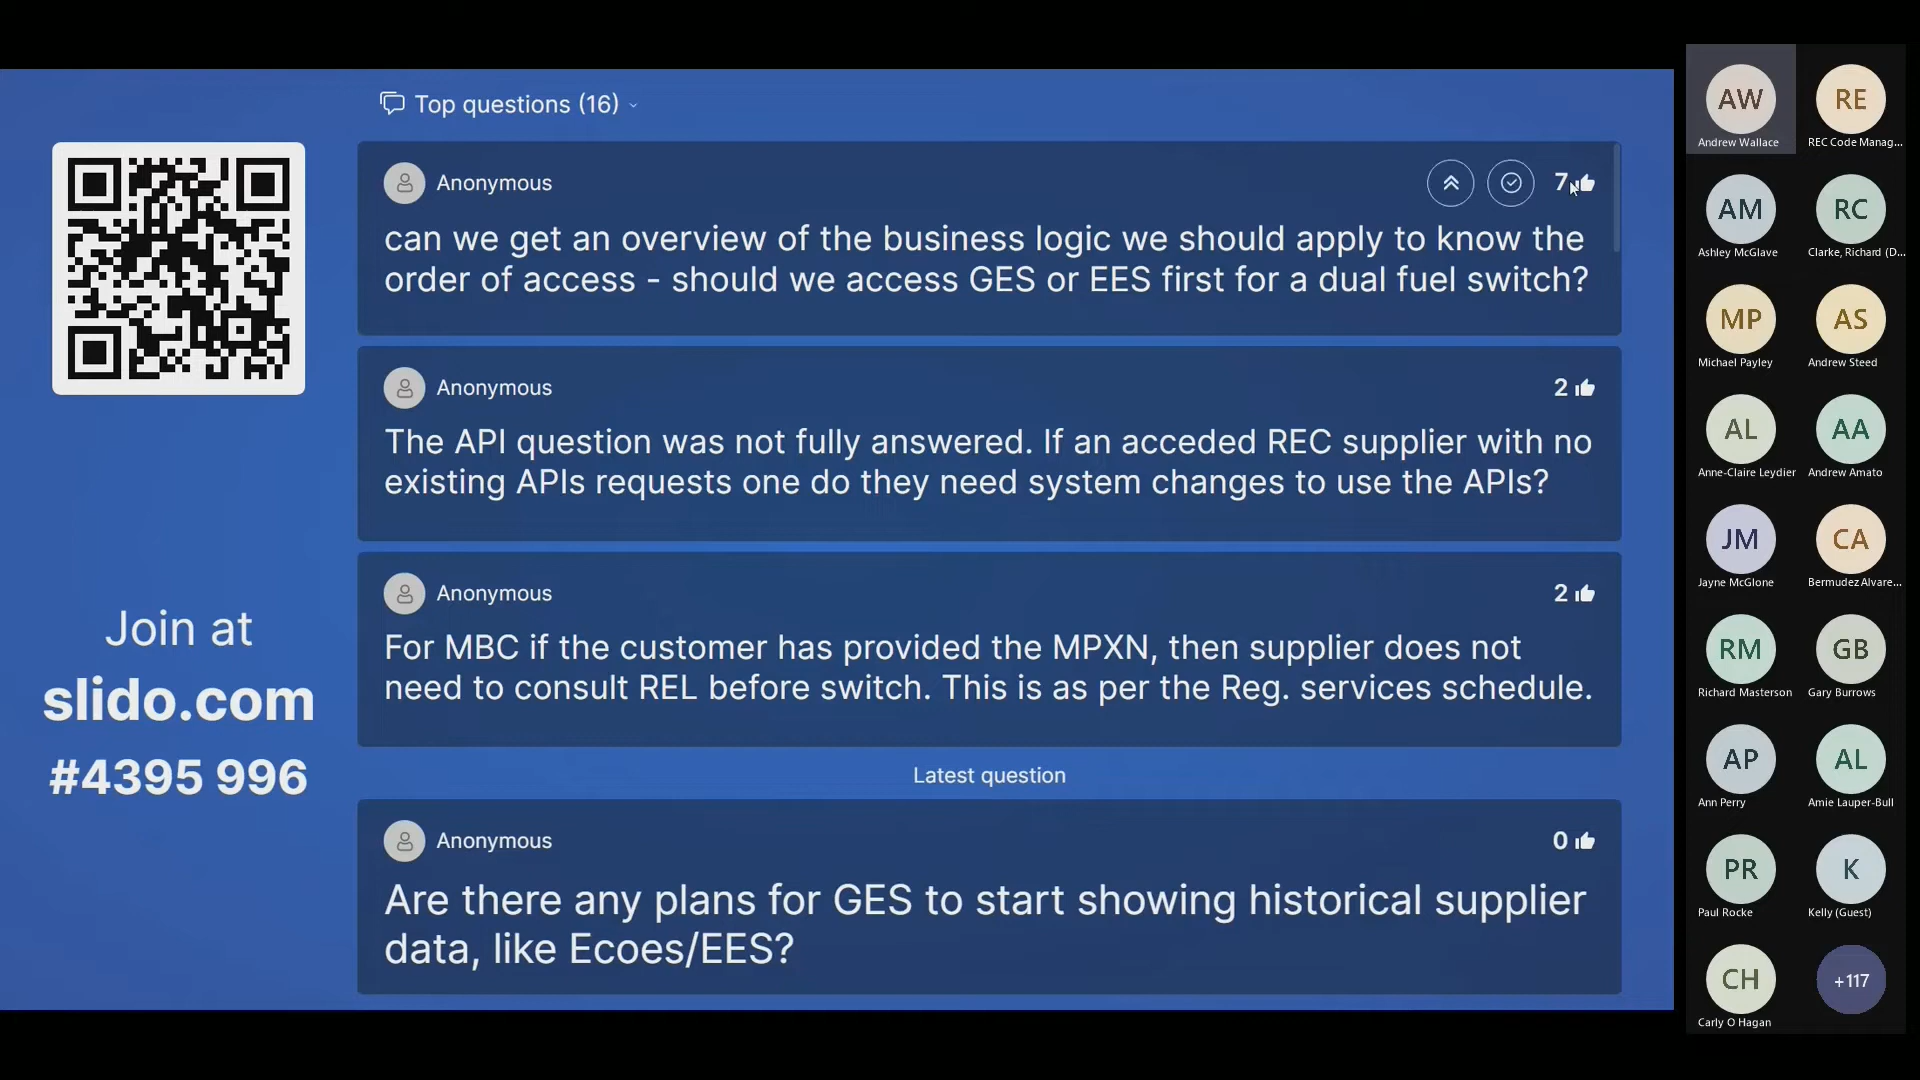 Top questions (16)
Anonymous
7
can we get an overview of the business logic we should apply to know the
order of access - should we access GES or EES first for a dual fuel switch?
Anonymous
2
The API question was not fully answered. If an acceded REC supplier with no
existing APIs requests one do they need system changes to use the APIs?
Anonymous
2
For MBC if the customer has provided the MPXN, then supplier does not
need to consult REL before switch. This is as per the Reg. services schedule.
Latest question
Anonymous
0
Are there any plans for GES to start showing historical supplier
data, like Ecoes/EES?
Join at
slido.com
#4395 996
AW
Andrew Wallace
RE
REC Code Manag...
AM
Ashley McGlave
RC
Clarke, Richard (D...
MP
Michael Payley
AS
Andrew Steed
AL
Anne-Claire Leydier
AA
Andrew Amato
JM
Jayne McGlone
CA
Bermudez Alvare...
RM
Richard Masterson
GB
Gary Burrows
AP
Ann Perry
AL
Amie Lauper-Bull
PR
Paul Rocke
K
Kelly (Guest)
CH
Carly O Hagan
+117